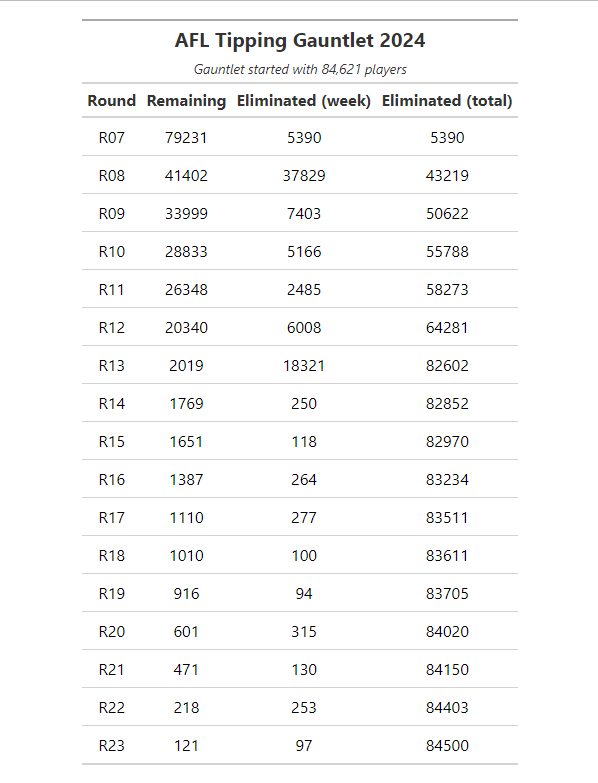 AFL Tipping Gauntlet 2024
Gauntlet started with 84,621 players
Round Remaining Eliminated (week) Eliminated (total)
R07 79231 5390 5390
R08 41402 37829 43219
R09 33999 7403 50622
R10 28833 5166 55788
R11 26348 2485 58273
R12 20340 6008 64281
R13 2019 18321 82602
R14 1769 250 82852
R15 1651 118 82970
R16 1387 264 83234
R17 1110 277 83511
R18 1010 100 83611
R19 916 94 83705
R20 601 315 84020
R21 471 130 84150
R22 218 253 84403
R23 121 97 84500